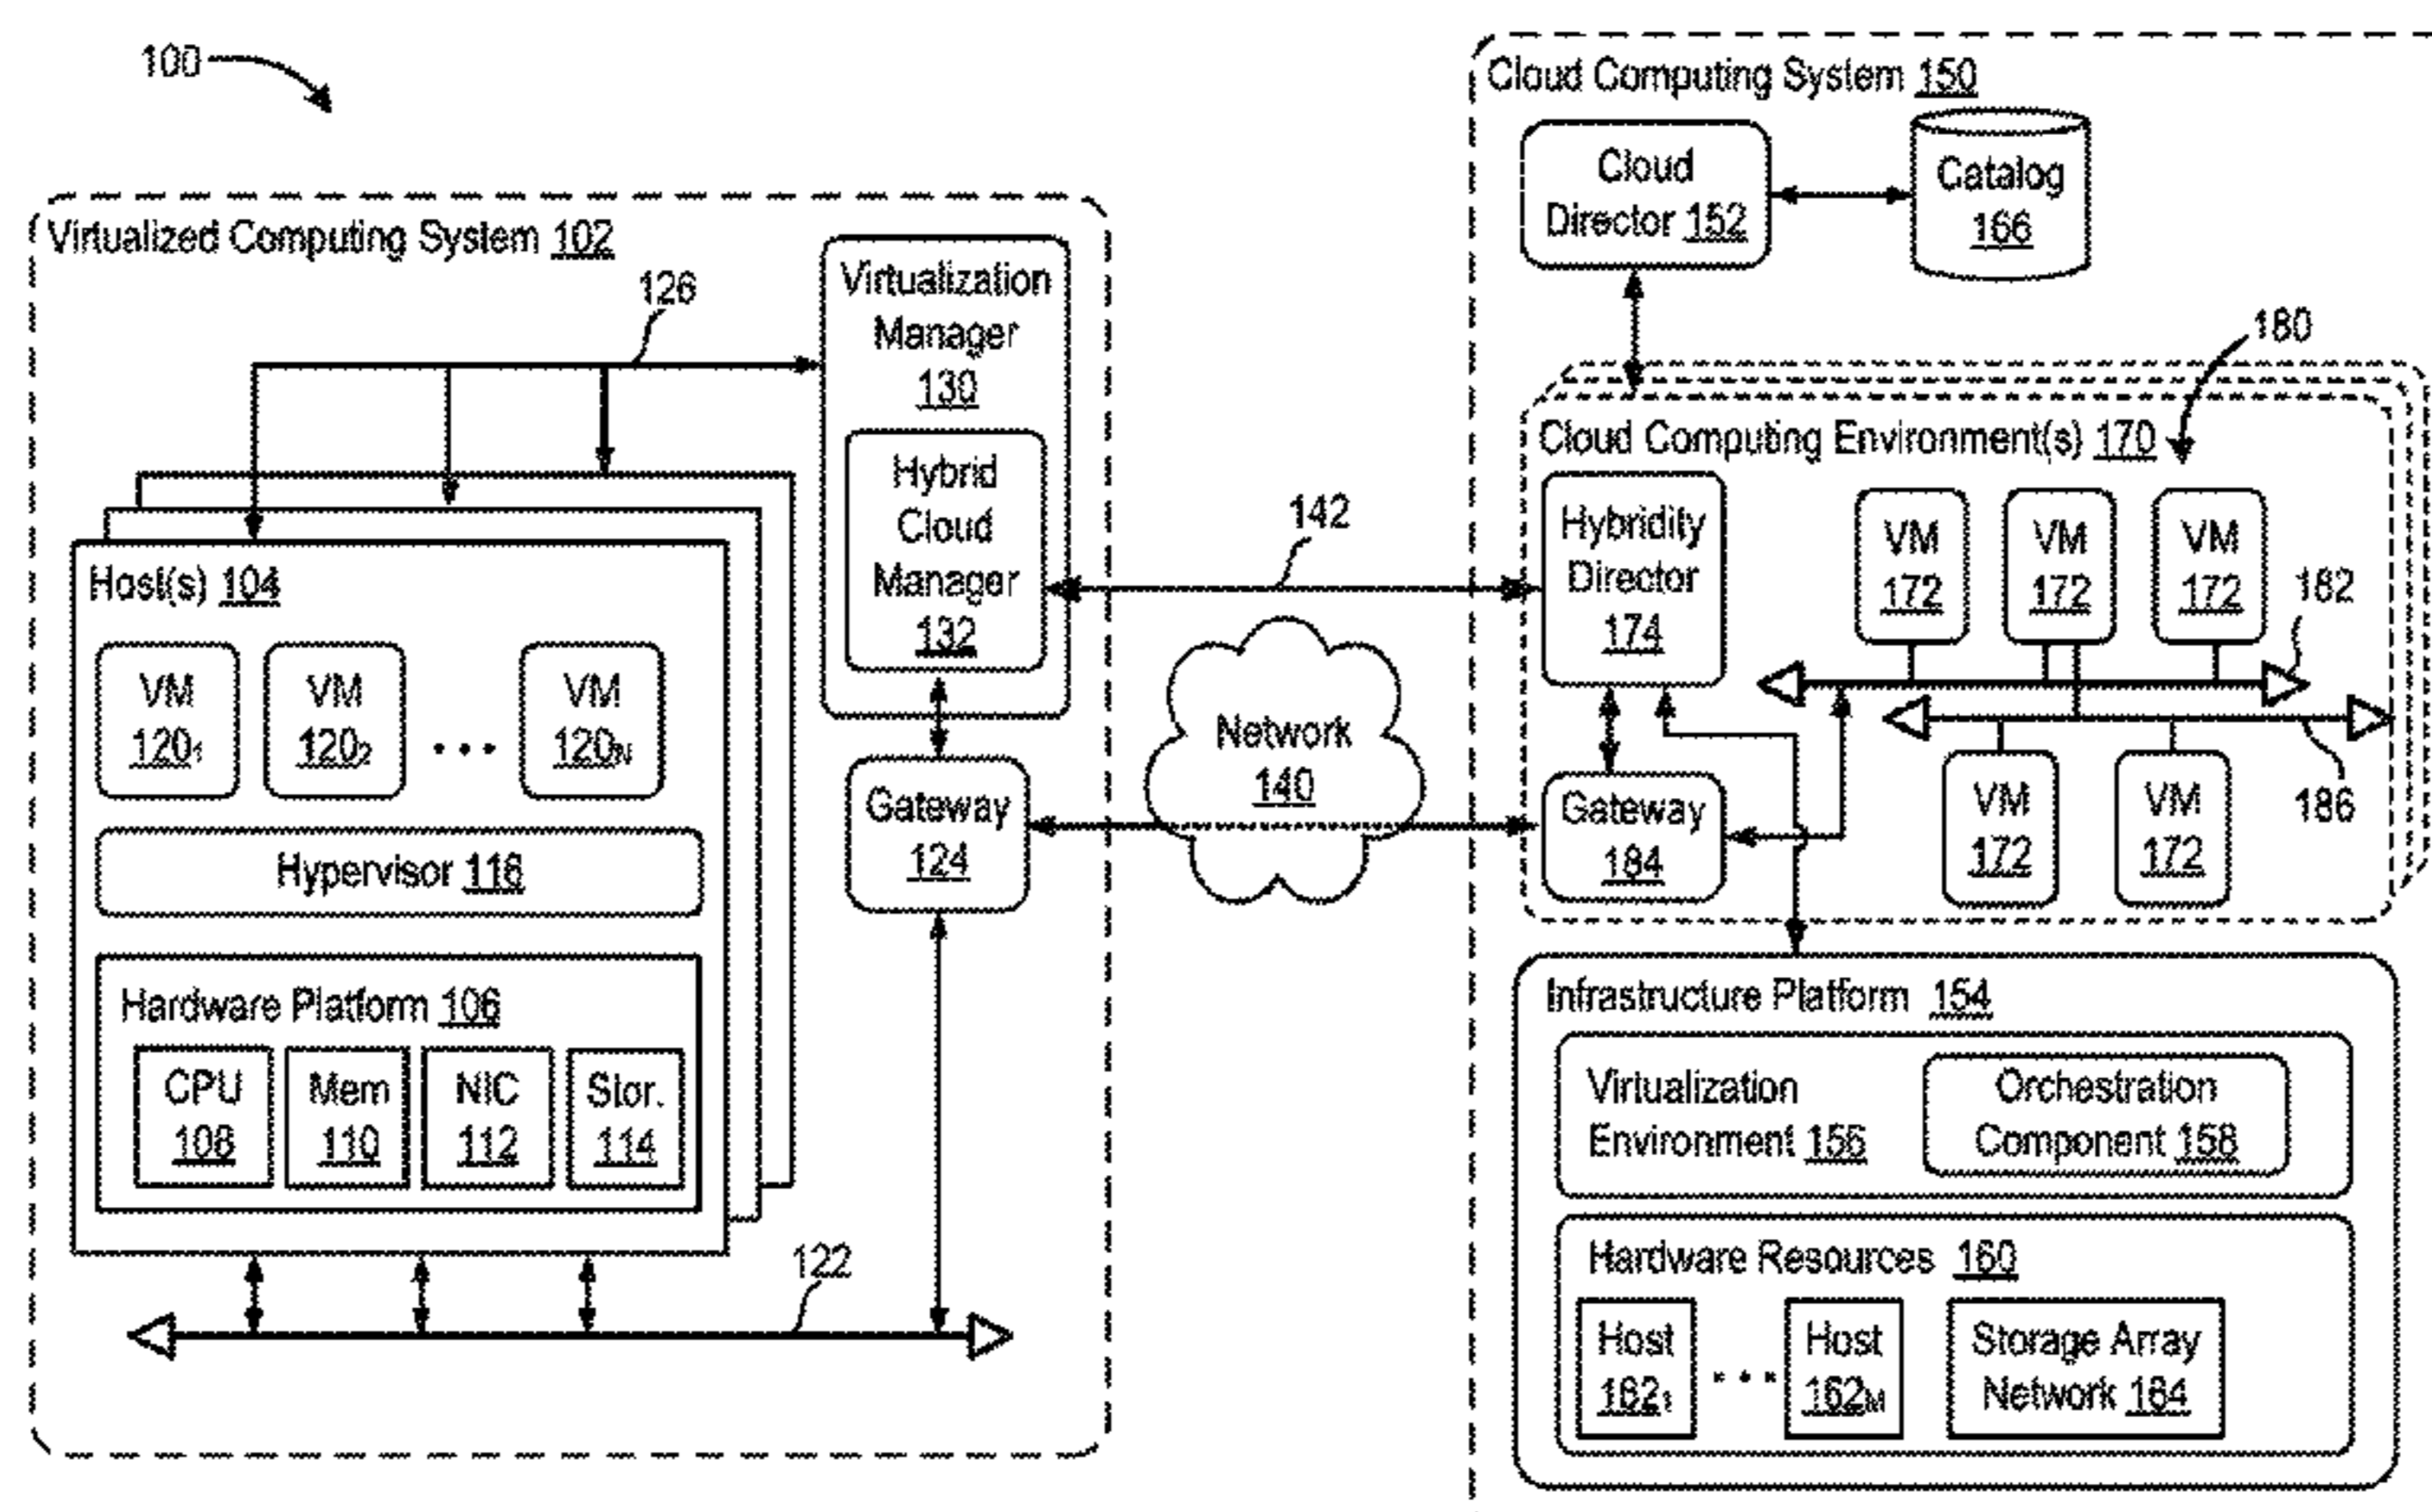 100
Virtualized Computing System 102
126
Virtualization
Manager
130
Hybrid
Cloud
Manager
132
Host(s) 104
VM
120₁
VM
120₂
• • •
VM
120N
Hypervisor 116
Hardware Platform 106
CPU
108
Mem
110
NIC
112
Stor.
114
Gateway
124
122
142
Network
140
Cloud Computing System 150
Cloud
Director 152
Catalog
166
180
Cloud Computing Environment(s) 170
Hybridity
Director
174
VM
172
VM
172
VM
172
182
VM
172
VM
172
186
Gateway
184
Infrastructure Platform 154
Virtualization
Environment 156
Orchestration
Component 158
Hardware Resources 160
Host
162₁
• • •
Host
162M
Storage Array
Network 164